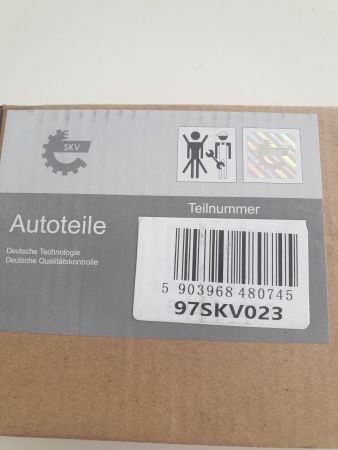 SKV
Autoteile
Deutsche Technologie
Deutsche Qualitätskontrolle
Teilnummer
5 903968 480745
97SKV023